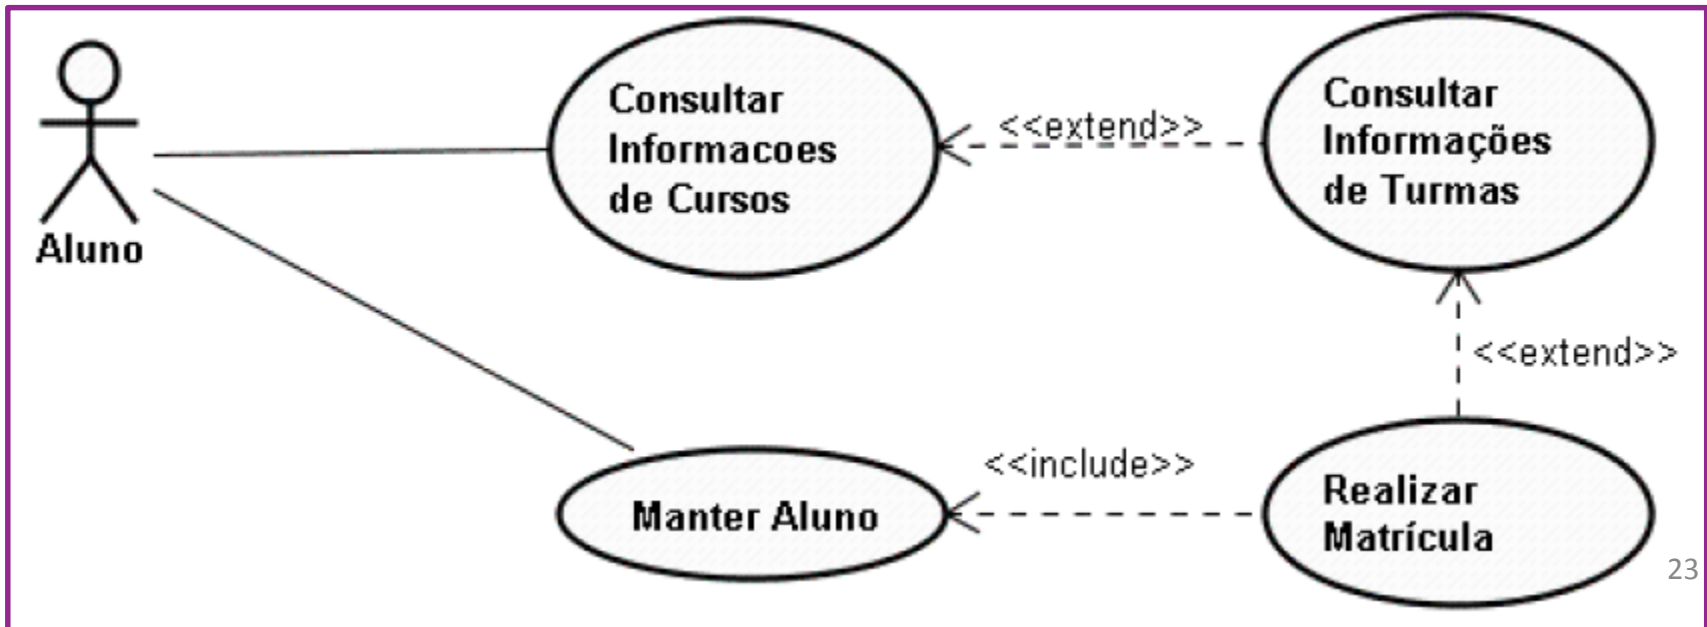 Aluno
Consultar
Informacoes
de Cursos
<<extend>>
Consultar
Informações
de Turmas
<<extend>>
Manter Aluno
<<include>>
Realizar
Matrícula
23